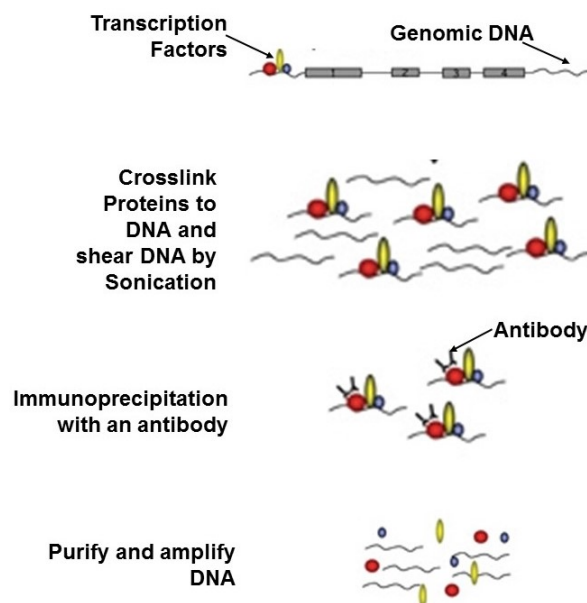 Transcription
Factors
Genomic DNA
1 2 3 4
Crosslink
Proteins to
DNA and
shear DNA by
Sonication
Antibody
Immunoprecipitation
with an antibody
Purify and amplify
DNA